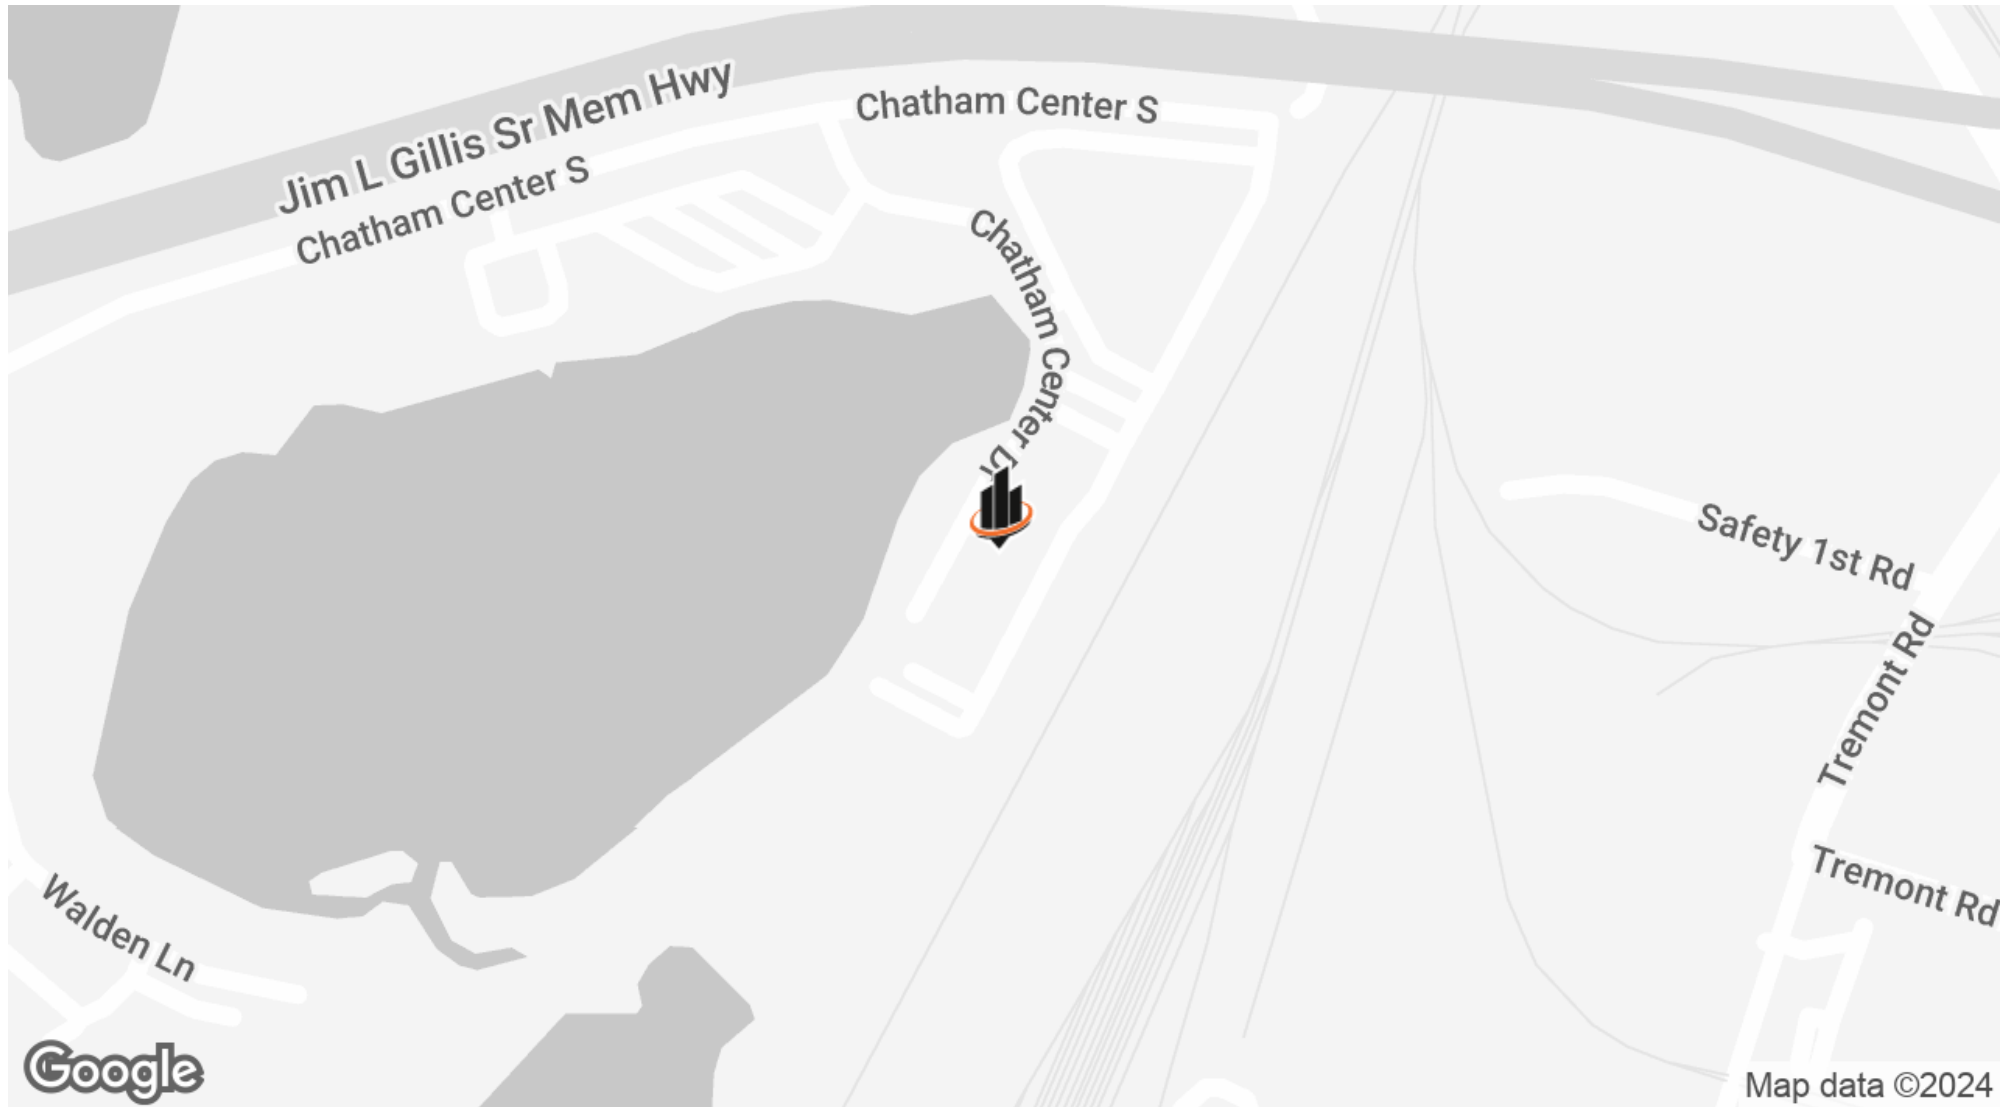 Jim L Gillis Sr Mem Hwy
Chatham Center S
Chatham Center S
Chatham Center Dr
Safety 1st Rd
Tremont Rd
Tremont Rd
Walden Ln
Google
Map data ©2024